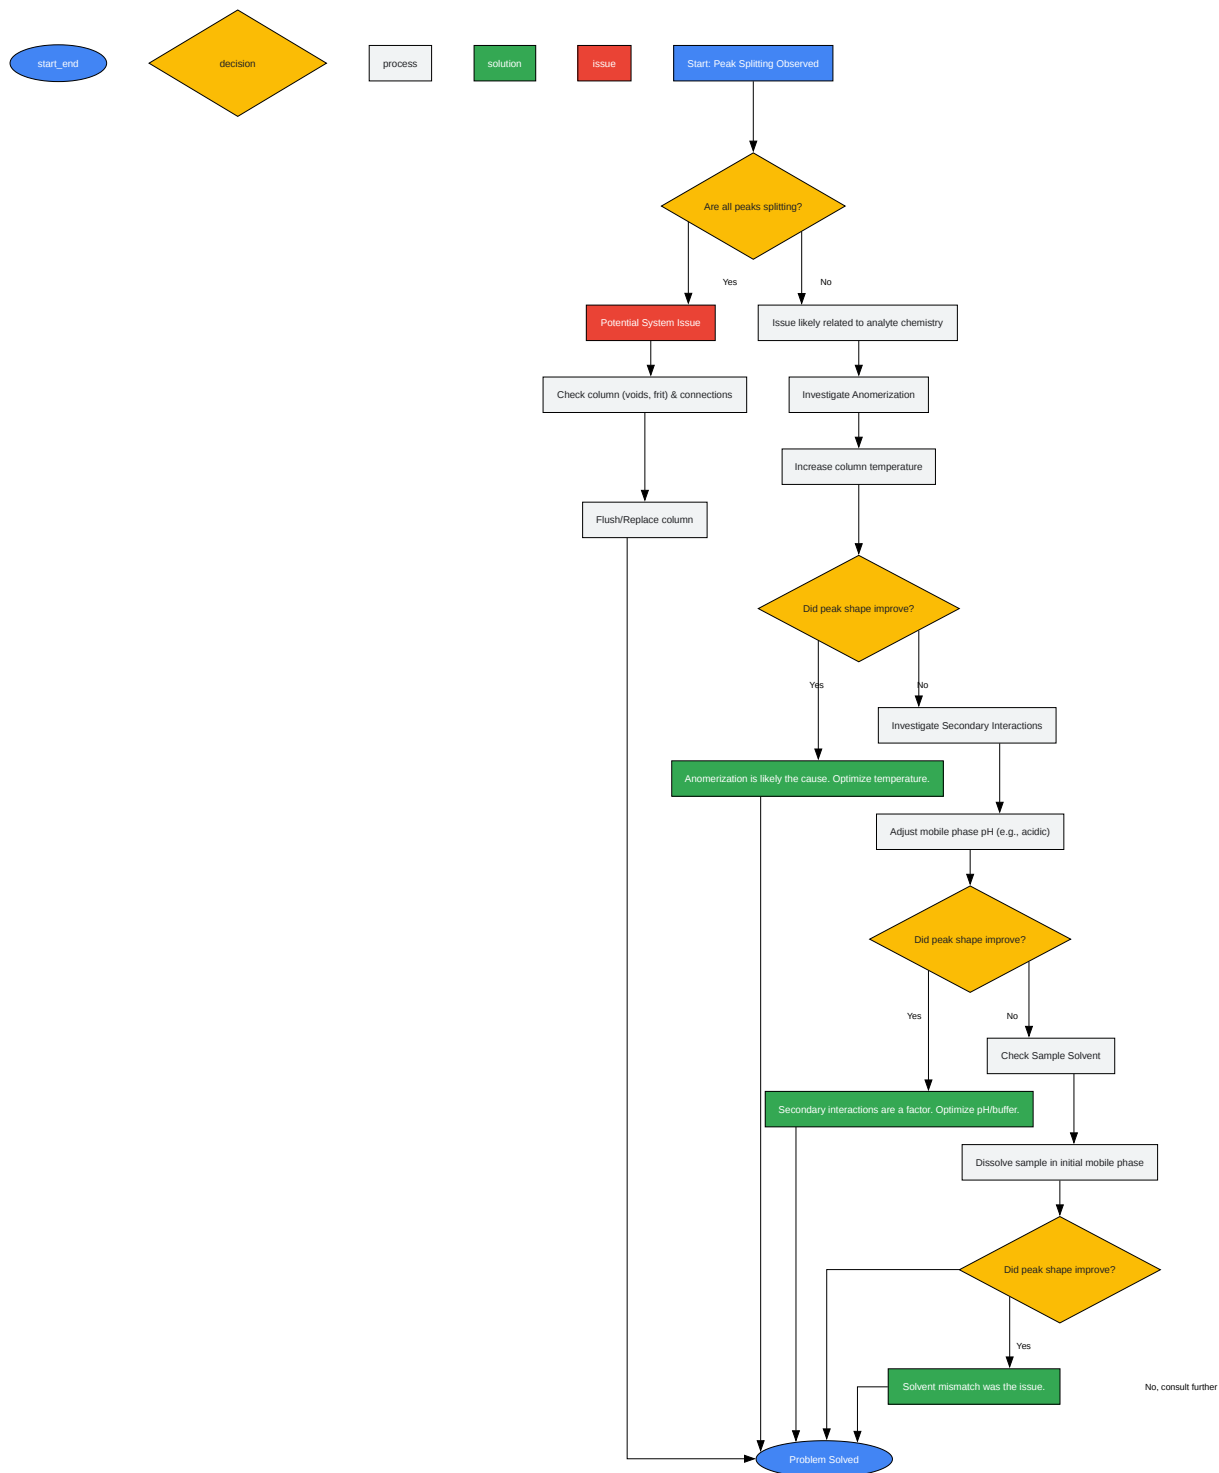 start_end
decision
process
solution
issue
Start: Peak Splitting Observed
Are all peaks splitting?
Yes
No
Potential System Issue
Issue likely related to analyte chemistry
Check column (voids, frit) & connections
Investigate Anomerization
Increase column temperature
Flush/Replace column
Did peak shape improve?
Yes
No
Investigate Secondary Interactions
Anomerization is likely the cause. Optimize temperature.
Adjust mobile phase pH (e.g., acidic)
Did peak shape improve?
Yes
No
Check Sample Solvent
Secondary interactions are a factor. Optimize pH/buffer.
Dissolve sample in initial mobile phase
Did peak shape improve?
Yes
Solvent mismatch was the issue.
No, consult further
Problem Solved